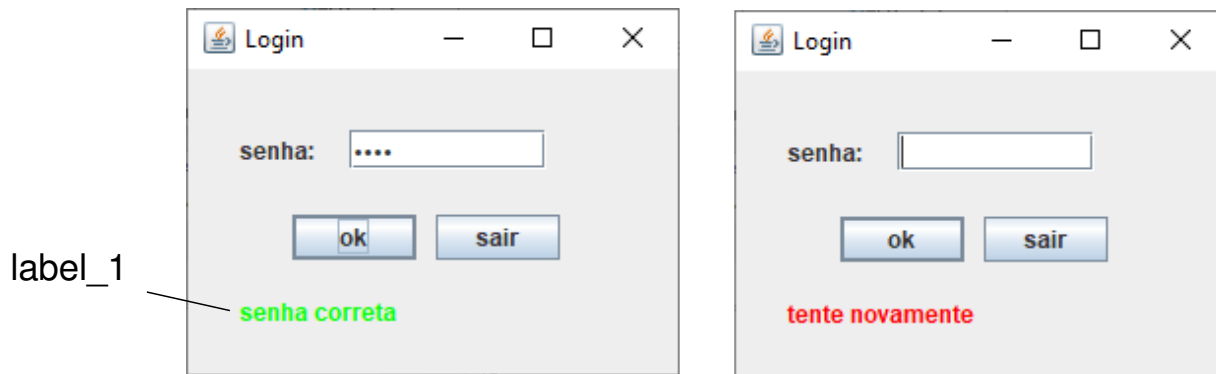 Login
senha:
••••
ok
sair
label_1
senha correta
Login
senha:
ok
sair
tente novamente